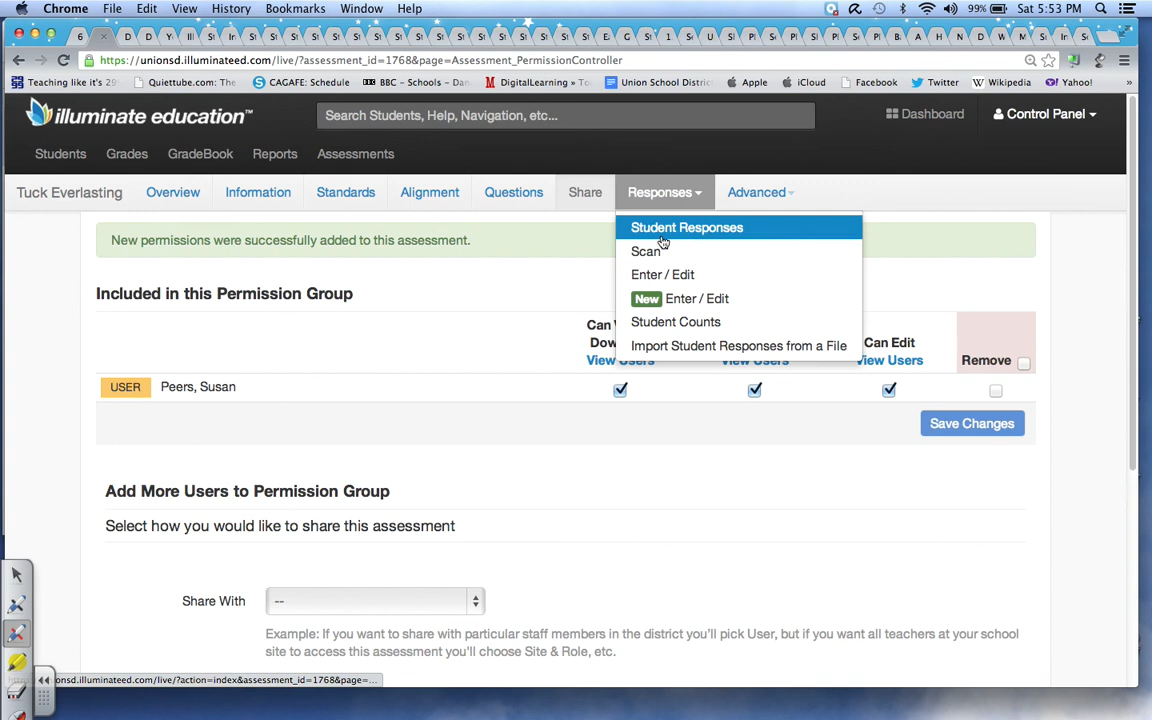 Chrome File Edit View History Bookmarks Window Help 99% Sat 5:53 PM
https://unionsd.illuminateed.com/live/?assessment_id=1768&page=Assessment_PermissionController
Teaching like it's 29 Quiettube.com: The CAGAFE: Schedule BBC – Schools – Dan DigitalLearning » To Union School District Apple iCloud Facebook Twitter Wikipedia Yahoo! »
illuminate education™ Search Students, Help, Navigation, etc... Dashboard Control Panel
Students Grades GradeBook Reports Assessments
Tuck Everlasting Overview Information Standards Alignment Questions Share Responses Advanced
Student Responses
New permissions were successfully added to this assessment.
Scan
Enter / Edit
Included in this Permission Group
New Enter / Edit
Student Counts
Can Edit
Import Student Responses from a File
View Users View Users View Users Remove
USER Peers, Susan
Save Changes
Add More Users to Permission Group
Select how you would like to share this assessment
Share With --
Example: If you want to share with particular staff members in the district you'll pick User, but if you want all teachers at your school
site to access this assessment you'll choose Site & Role, etc.
onsd.illuminateed.com/live/?action=index&assessment_id=1768&page=...